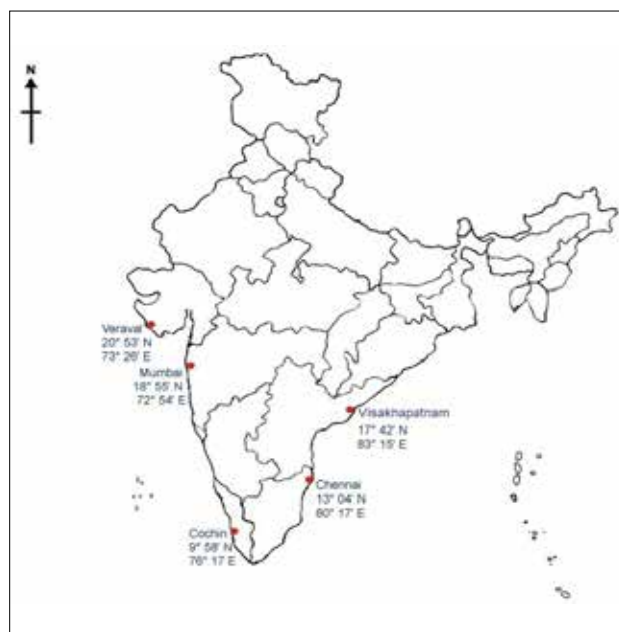 N
Veraval
20° 53' N
73° 26' E
Mumbai
18° 55' N
72° 54' E
Visakhapatnam
17° 42' N
83° 15' E
Chennai
13° 04' N
80° 17' E
Cochin
9° 58' N
76° 17 E